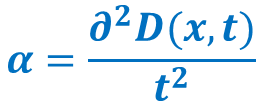 α = ∂²D(x,t) / t²